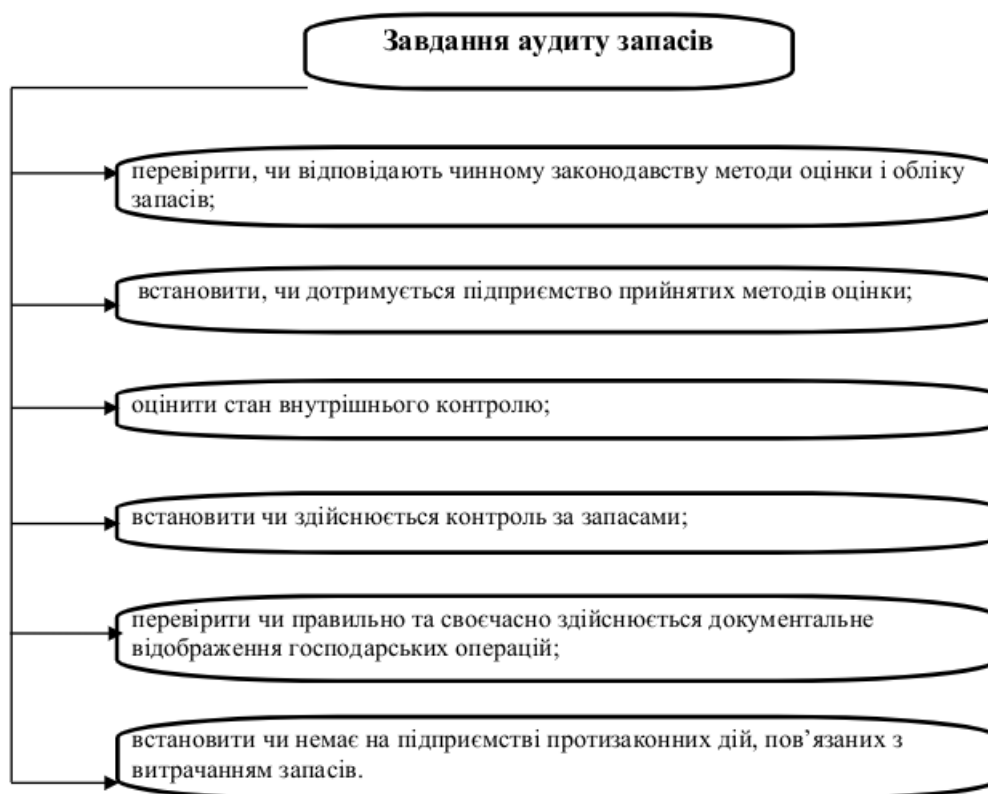 Завдання аудиту запасів
перевірити, чи відповідають чинному законодавству методи оцінки і обліку
запасів;
встановити, чи дотримується підприємство прийнятих методів оцінки;
оцінити стан внутрішнього контролю;
встановити чи здійснюється контроль за запасами;
перевірити чи правильно та своєчасно здійснюється документальне
відображення господарських операцій;
встановити чи немає на підприємстві протизаконних дій, пов’язаних з
витрачанням запасів.